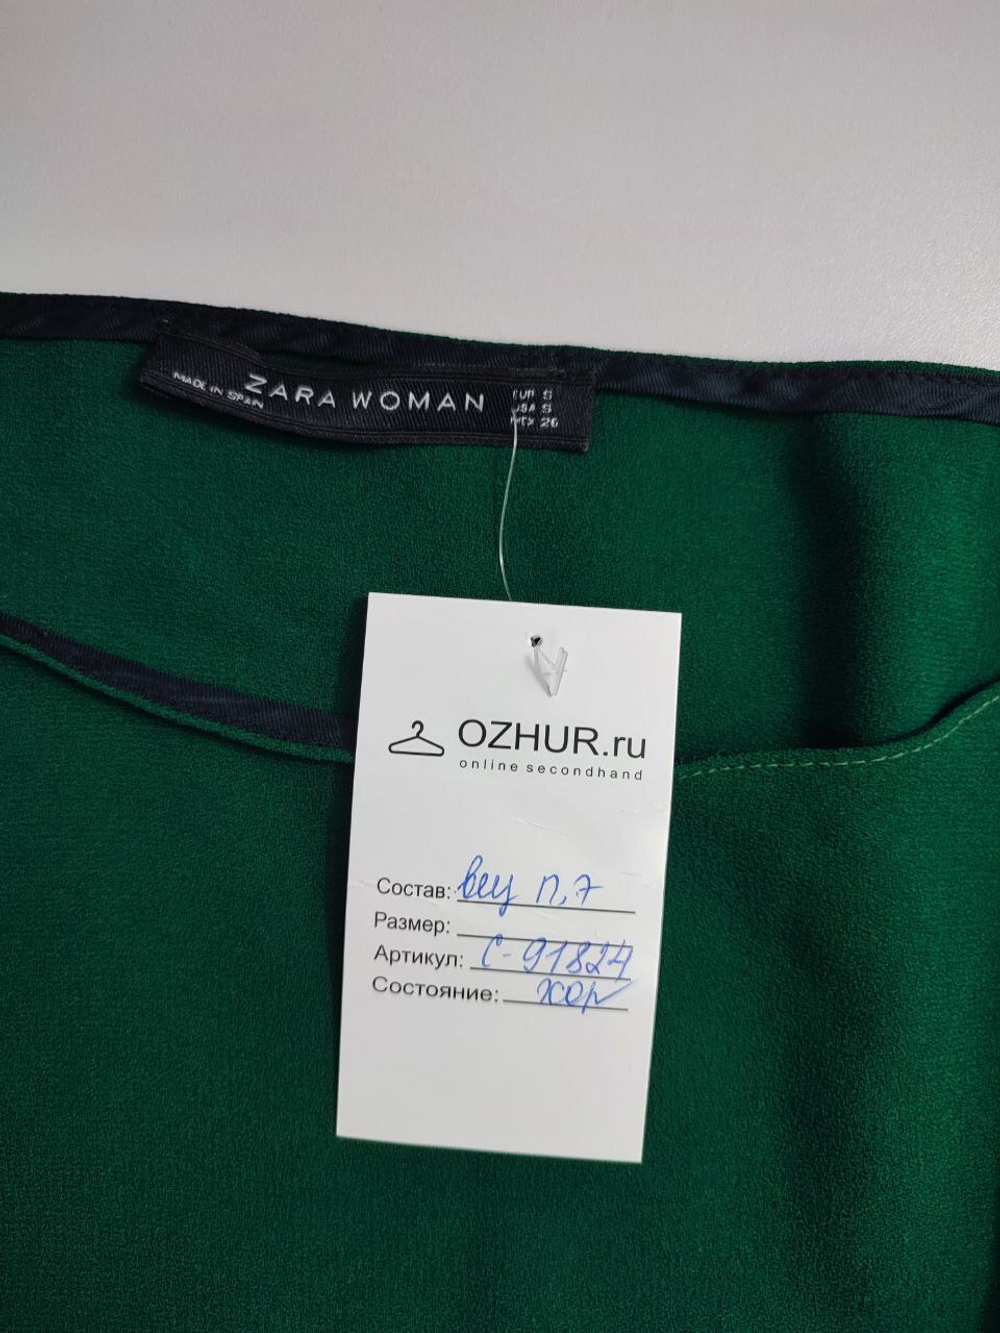 ZARA WOMAN
MADE IN SPAIN
EUR S
USA S
MEX 26
OZHUR.ru
online secondhand
Состав: вещ п,7
Размер:
Артикул: С-91824
Состояние: хор